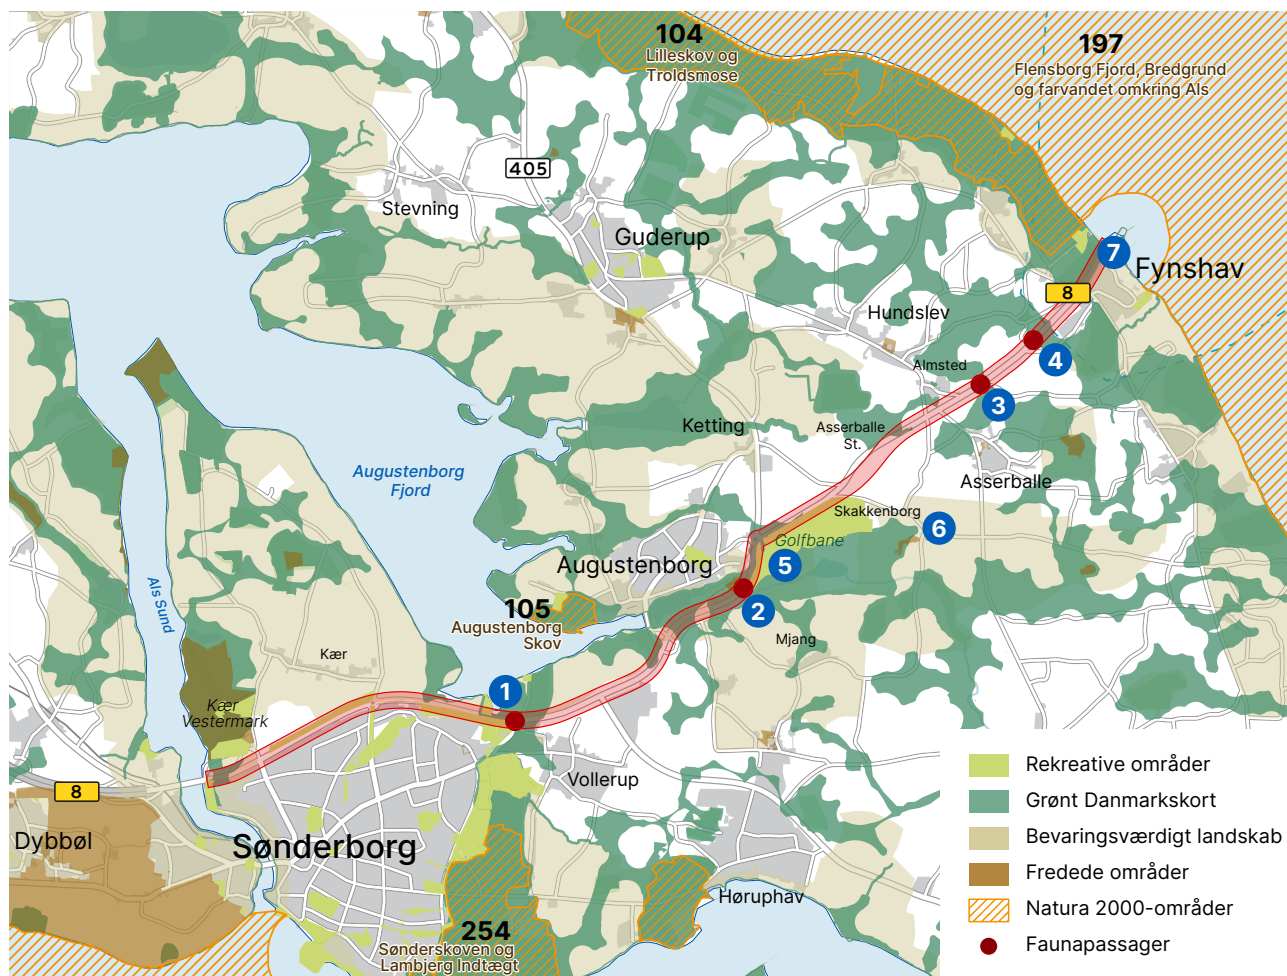 104
Lilleskov og
Troldsmose
197
Flensborg Fjord, Bredgrund
og farvandet omkring Als
405
Stevning
Guderup
7
Fynshav
8
Hundslev
4
Almsted
3
Ketting
Asserballe
St.
Augustenborg
Fjord
Asserballe
Skakkenborg
6
Golfbane
5
Augustenborg
2
Als Sund
105
Augustenborg
Skov
Mjang
Kær
1
Kær
Vestermark
Vollerup
8
Dybbøl
Sønderborg
Høruphav
254
Sønderskoven og
Lambjerg Indtægt
Rekreative områder
Grønt Danmarkskort
Bevaringsværdigt landskab
Fredede områder
Natura 2000-områder
Faunapassager